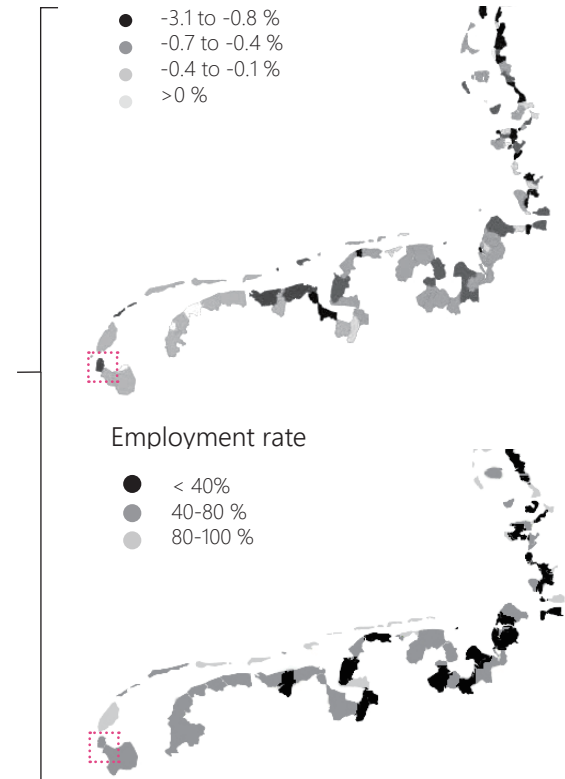 -3.1 to -0.8 %
-0.7 to -0.4 %
-0.4 to -0.1 %
>0 %
Employment rate
< 40%
40-80 %
80-100 %